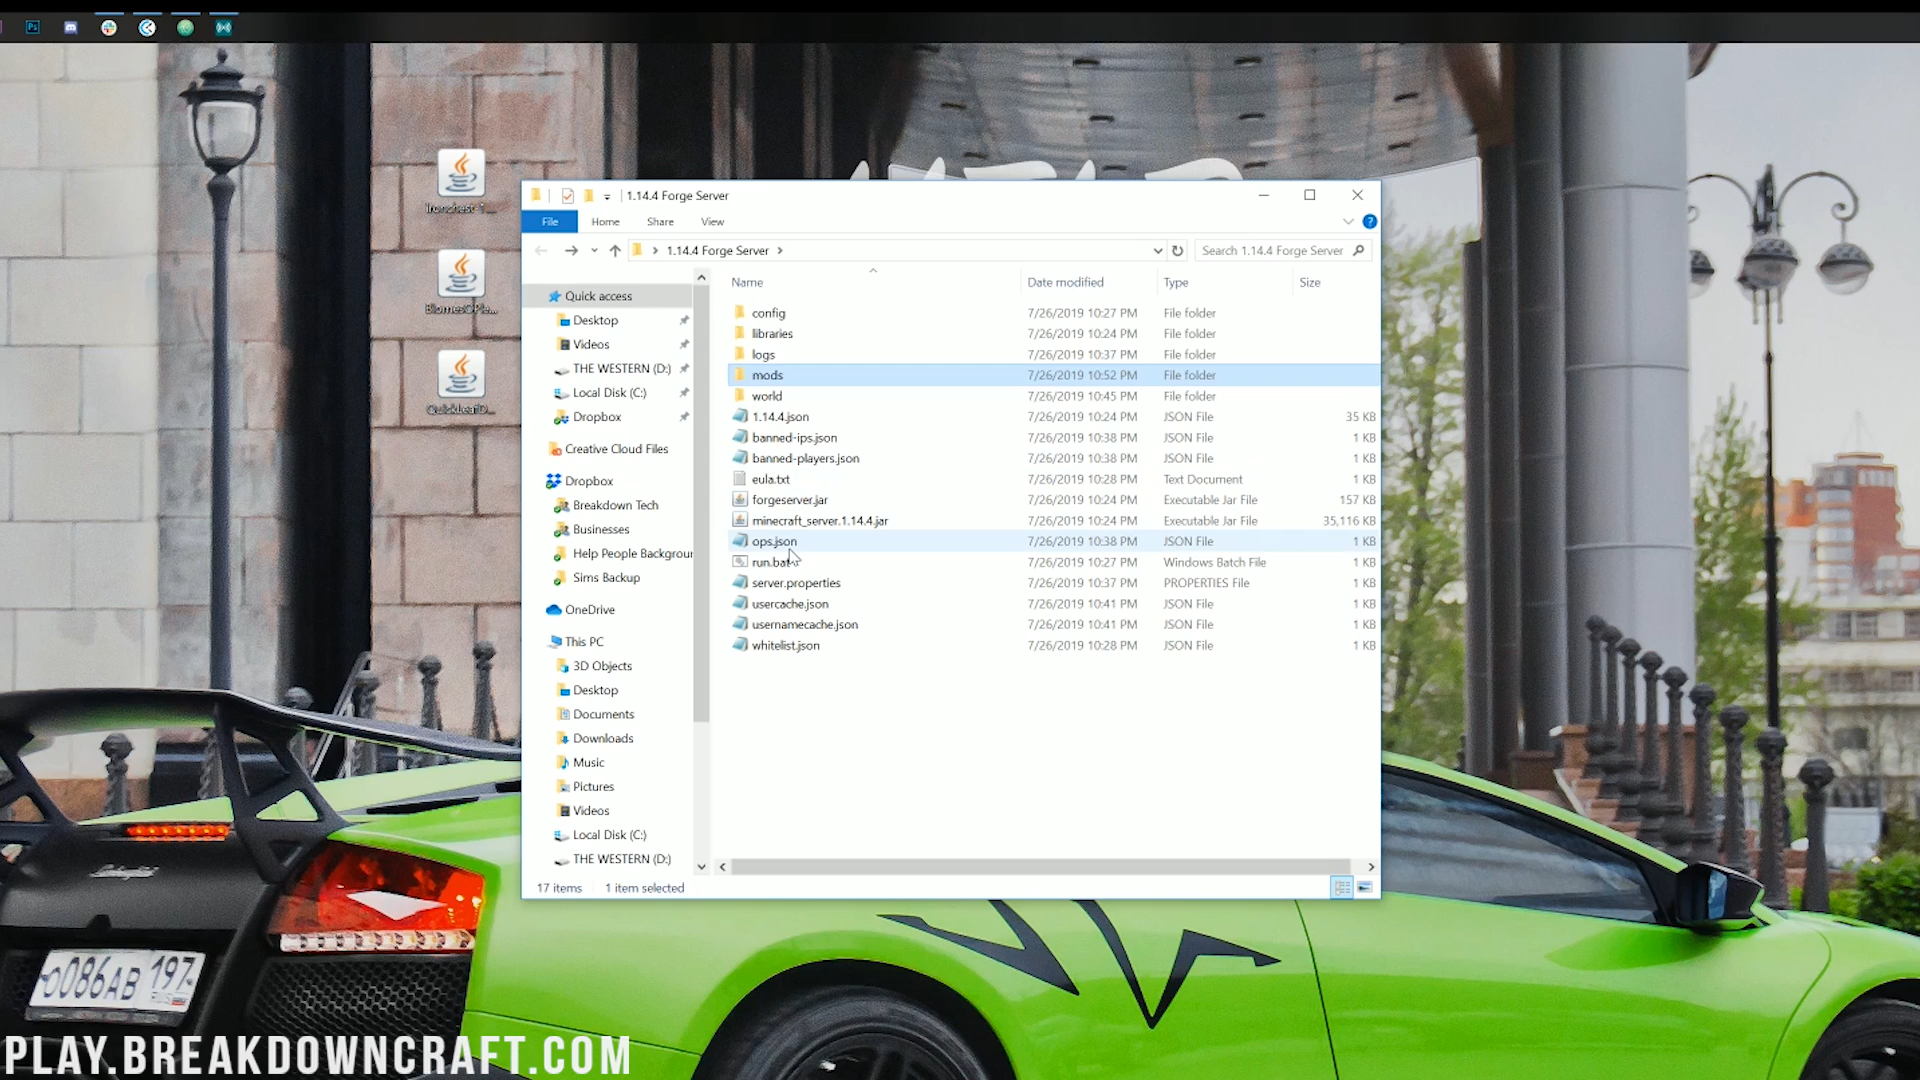 Ps
1.14.4 Forge Server
File
Home
Share
View
1.14.4 Forge Server
Search 1.14.4 Forge Server
Name
Date modified
Type
Size
Quick access
Desktop
Videos
THE WESTERN (D:)
Local Disk (C:)
Dropbox
Creative Cloud Files
Dropbox
Breakdown Tech
Businesses
Help People Backgroun
Sims Backup
OneDrive
This PC
3D Objects
Desktop
Documents
Downloads
Music
Pictures
Videos
Local Disk (C:)
THE WESTERN (D:)
config 7/26/2019 10:27 PM File folder
libraries 7/26/2019 10:24 PM File folder
logs 7/26/2019 10:37 PM File folder
mods 7/26/2019 10:52 PM File folder
world 7/26/2019 10:45 PM File folder
1.14.4.json 7/26/2019 10:24 PM JSON File 35 KB
banned-ips.json 7/26/2019 10:38 PM JSON File 1 KB
banned-players.json 7/26/2019 10:38 PM JSON File 1 KB
eula.txt 7/26/2019 10:28 PM Text Document 1 KB
forgeserver.jar 7/26/2019 10:24 PM Executable Jar File 157 KB
minecraft_server.1.14.4.jar 7/26/2019 10:24 PM Executable Jar File 35,116 KB
ops.json 7/26/2019 10:38 PM JSON File 1 KB
run.bat 7/26/2019 10:27 PM Windows Batch File 1 KB
server.properties 7/26/2019 10:37 PM PROPERTIES File 1 KB
usercache.json 7/26/2019 10:41 PM JSON File 1 KB
usernamecache.json 7/26/2019 10:41 PM JSON File 1 KB
whitelist.json 7/26/2019 10:28 PM JSON File 1 KB
17 items
1 item selected
Lamborghini
O086AB 197
PLAY.BREAKDOWNCRAFT.COM